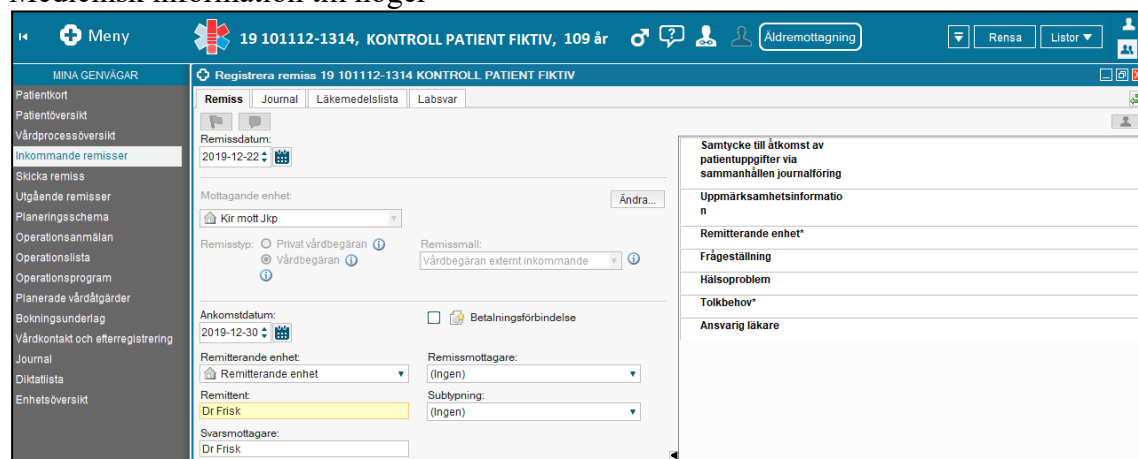 Medicinsk information till höger
Meny
19 101112-1314, KONTROLL PATIENT FIKTIV, 109 år
Äldremottagning
Rensa
Listor
MINA GENVÄGAR
Patientkort
Patientöversikt
Vårdprocessöversikt
Inkommande remisser
Skicka remiss
Utgående remisser
Planeringsschema
Operationsanmälan
Operationslista
Operationsprogram
Planerade vårdåtgärder
Bokningsunderlag
Vårdkontakt och efterregistrering
Journal
Diktatlista
Enhetsöversikt
Registrera remiss 19 101112-1314 KONTROLL PATIENT FIKTIV
Remiss Journal Läkemedelslista Labsvar
Remissdatum:
2019-12-22
Mottagande enhet:
Ändra...
Kir mott Jkp
Remisstyp: Privat vårdbegäran
Vårdbegäran
Remissmall:
Vårdbegäran externt inkommande
Ankomstdatum:
2019-12-30
Betalningsförbindelse
Remitterande enhet:
Remitterande enhet
Remissmottagare:
(Ingen)
Remittent:
Dr Frisk
Subtypning:
(Ingen)
Svarsmottagare:
Dr Frisk
Samtycke till åtkomst av
patientuppgifter via
sammanhållen journalföring
Uppmärksamhetsinformatio
n
Remitterande enhet*
Frågeställning
Hälsoproblem
Tolkbehov*
Ansvarig läkare